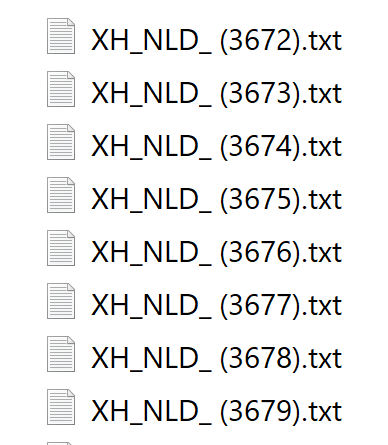 XH_NLD_ (3672).txt
XH_NLD_ (3673).txt
XH_NLD_ (3674).txt
XH_NLD_ (3675).txt
XH_NLD_ (3676).txt
XH_NLD_ (3677).txt
XH_NLD_ (3678).txt
XH_NLD_ (3679).txt